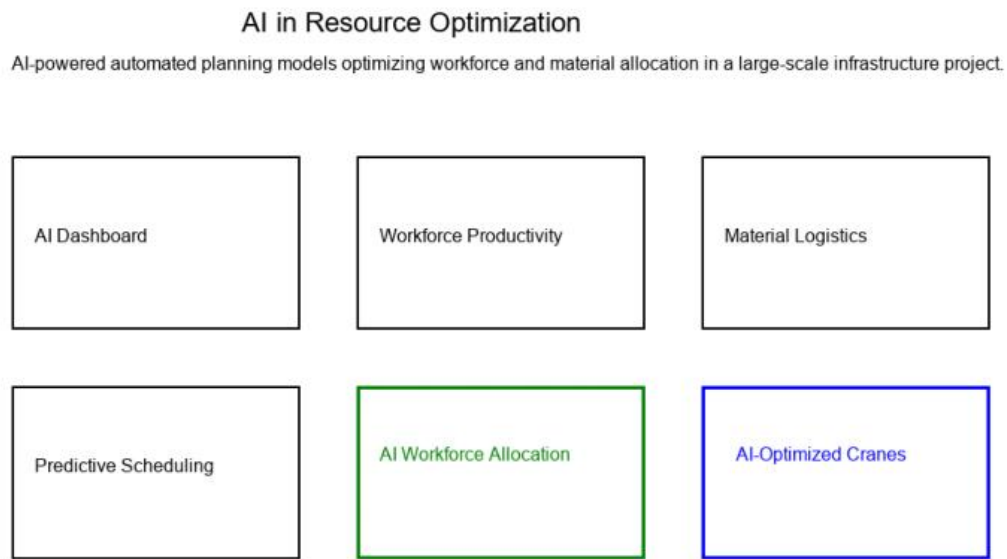 AI in Resource Optimization
AI-powered automated planning models optimizing workforce and material allocation in a large-scale infrastructure project.
AI Dashboard
Workforce Productivity
Material Logistics
Predictive Scheduling
AI Workforce Allocation
AI-Optimized Cranes